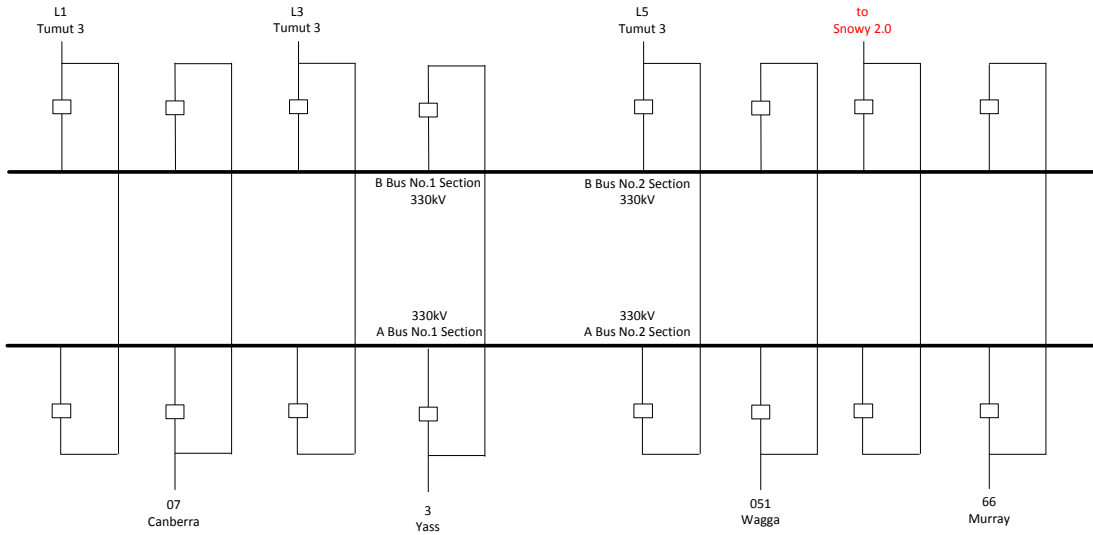 L1
Tumut 3
L3
Tumut 3
L5
Tumut 3
to
Snowy 2.0
B Bus No.1 Section
330kV
B Bus No.2 Section
330kV
330kV
A Bus No.1 Section
330kV
A Bus No.2 Section
07
Canberra
3
Yass
051
Wagga
66
Murray